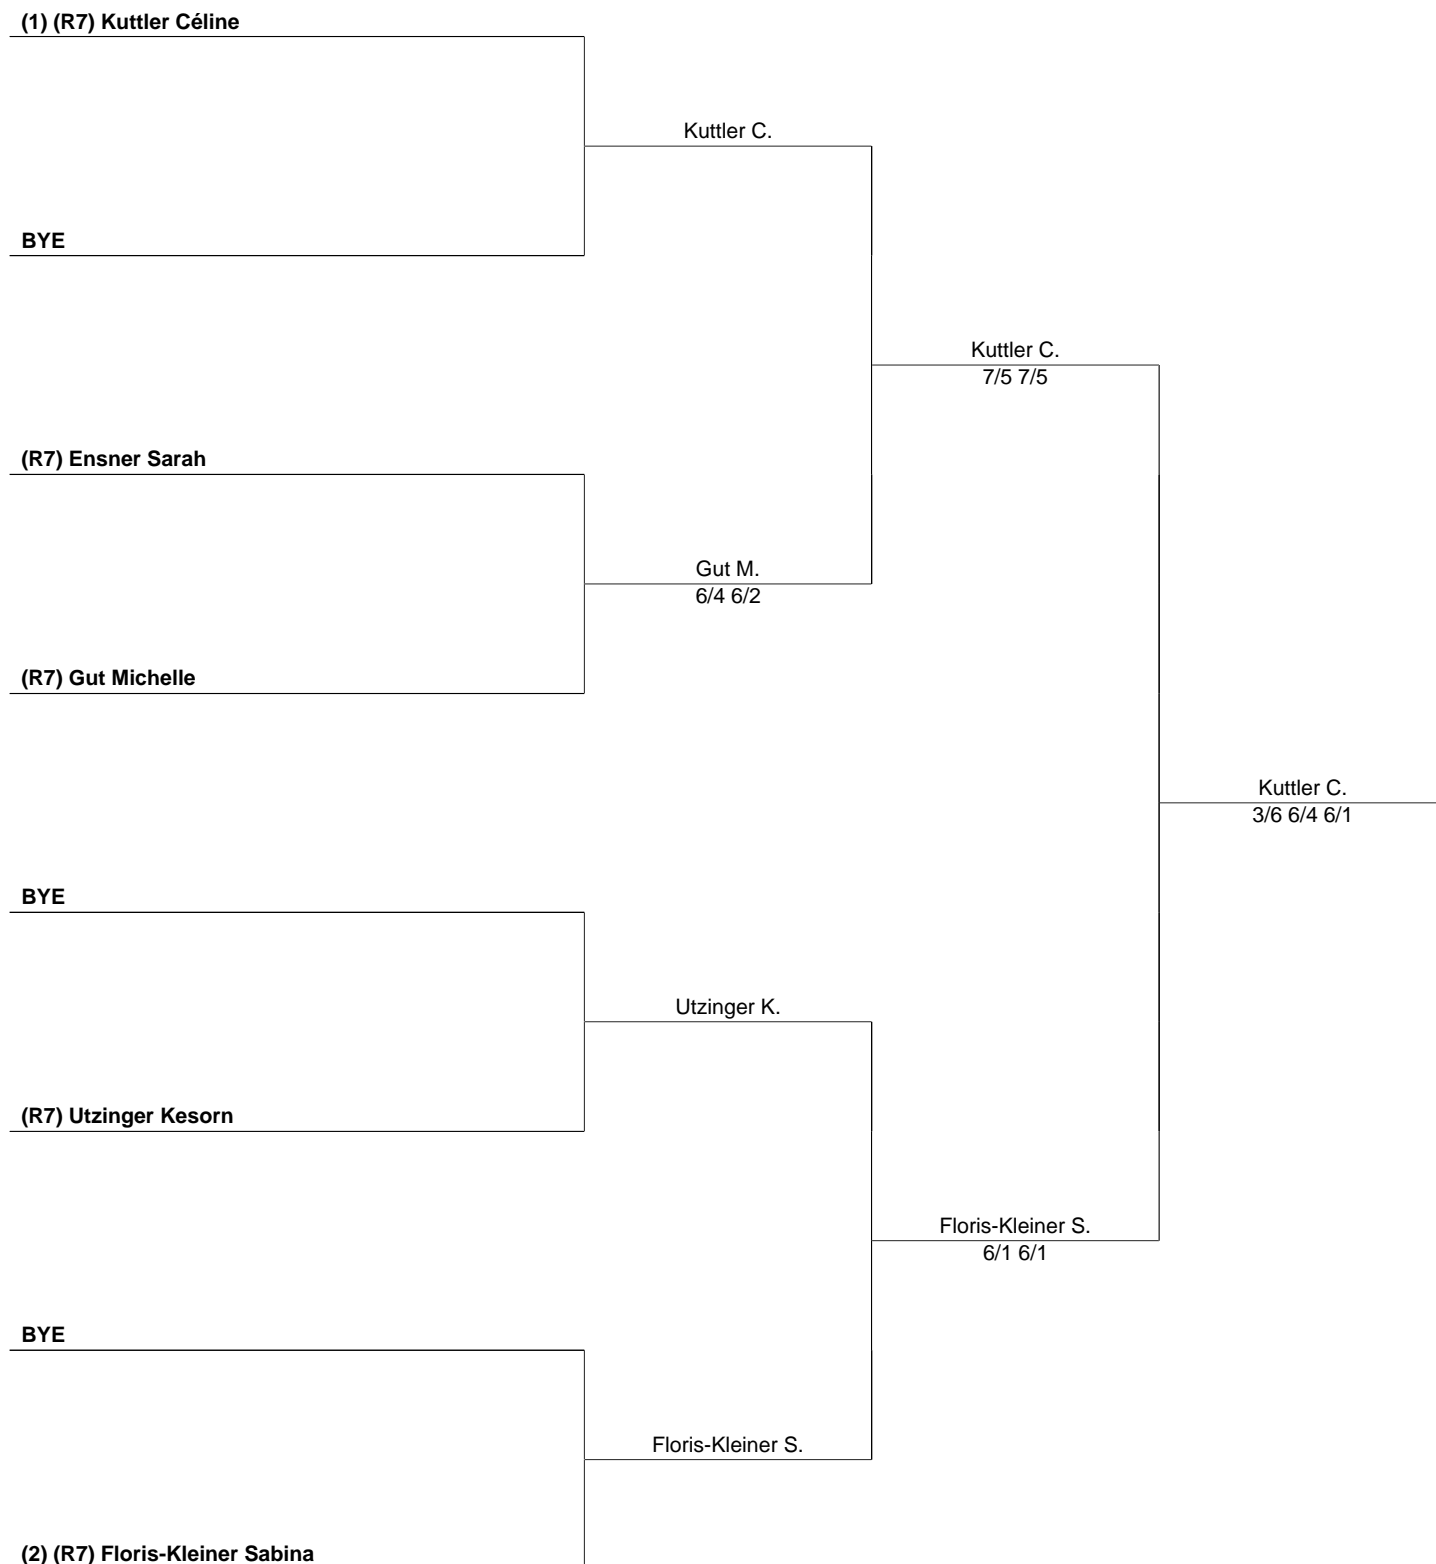 (1) (R7) Kuttler Céline
Kuttler C.
BYE
Kuttler C.
7/5 7/5
(R7) Ensner Sarah
Gut M.
6/4 6/2
(R7) Gut Michelle
Kuttler C.
3/6 6/4 6/1
BYE
Utzinger K.
(R7) Utzinger Kesorn
Floris-Kleiner S.
6/1 6/1
BYE
Floris-Kleiner S.
(2) (R7) Floris-Kleiner Sabina